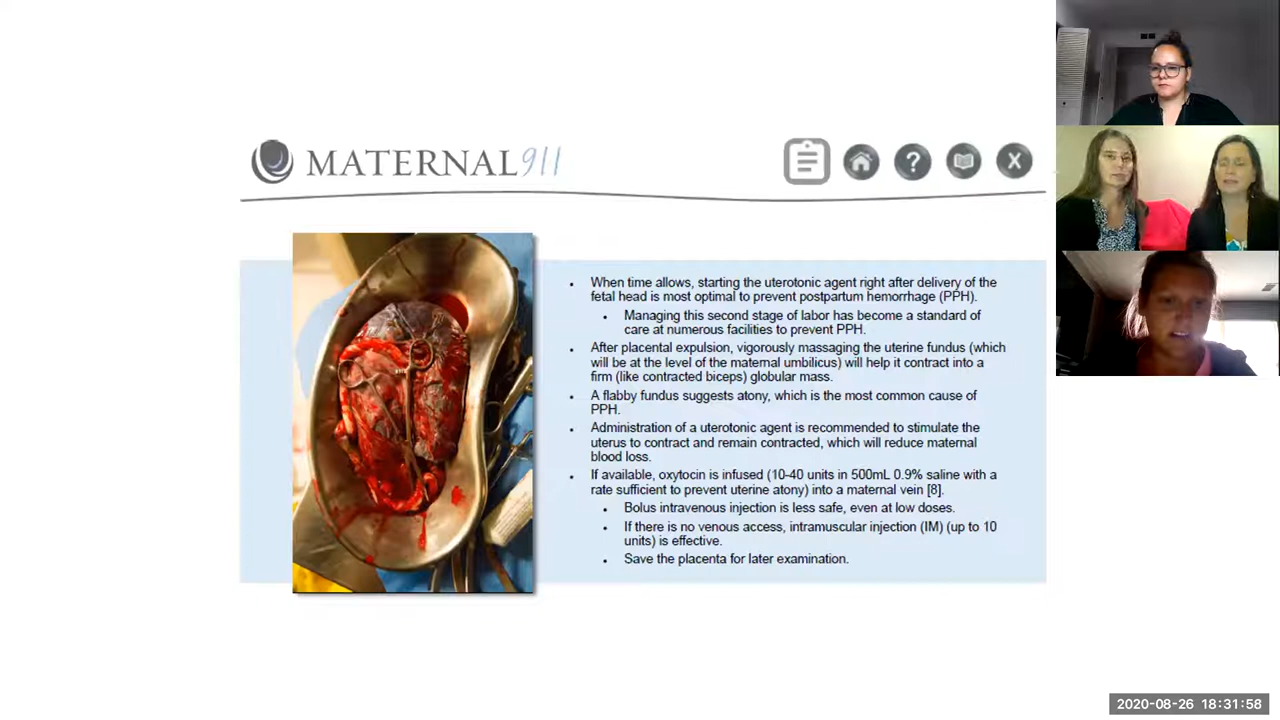 MATERNAL911
?
X
When time allows, starting the uterotonic agent right after delivery of the
fetal head is most optimal to prevent postpartum hemorrhage (PPH).
Managing this second stage of labor has become a standard of
care at numerous facilities to prevent PPH.
After placental expulsion, vigorously massaging the uterine fundus (which
will be at the level of the maternal umbilicus) will help it contract into a
firm (like contracted biceps) globular mass.
A flabby fundus suggests atony, which is the most common cause of
PPH.
Administration of a uterotonic agent is recommended to stimulate the
uterus to contract and remain contracted, which will reduce maternal
blood loss.
If available, oxytocin is infused (10-40 units in 500mL 0.9% saline with a
rate sufficient to prevent uterine atony) into a maternal vein [8].
Bolus intravenous injection is less safe, even at low doses.
If there is no venous access, intramuscular injection (IM) (up to 10
units) is effective.
Save the placenta for later examination.
2020-08-26 18:31:58